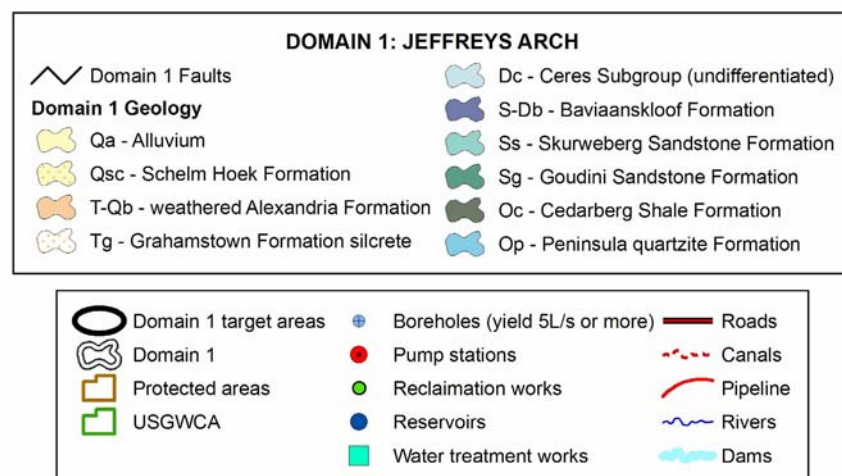 DOMAIN 1: JEFFREYS ARCH
Domain 1 Faults
Domain 1 Geology
Qa - Alluvium
Qsc - Schelm Hoek Formation
T-Qb - weathered Alexandria Formation
Tg - Grahamstown Formation silcrete
Dc - Ceres Subgroup (undifferentiated)
S-Db - Baviaanskloof Formation
Ss - Skurweberg Sandstone Formation
Sg - Goudini Sandstone Formation
Oc - Cedarberg Shale Formation
Op - Peninsula quartzite Formation
Domain 1 target areas
Domain 1
Protected areas
USGWCA
Boreholes (yield 5L/s or more)
Pump stations
Reclaimation works
Reservoirs
Water treatment works
Roads
Canals
Pipeline
Rivers
Dams